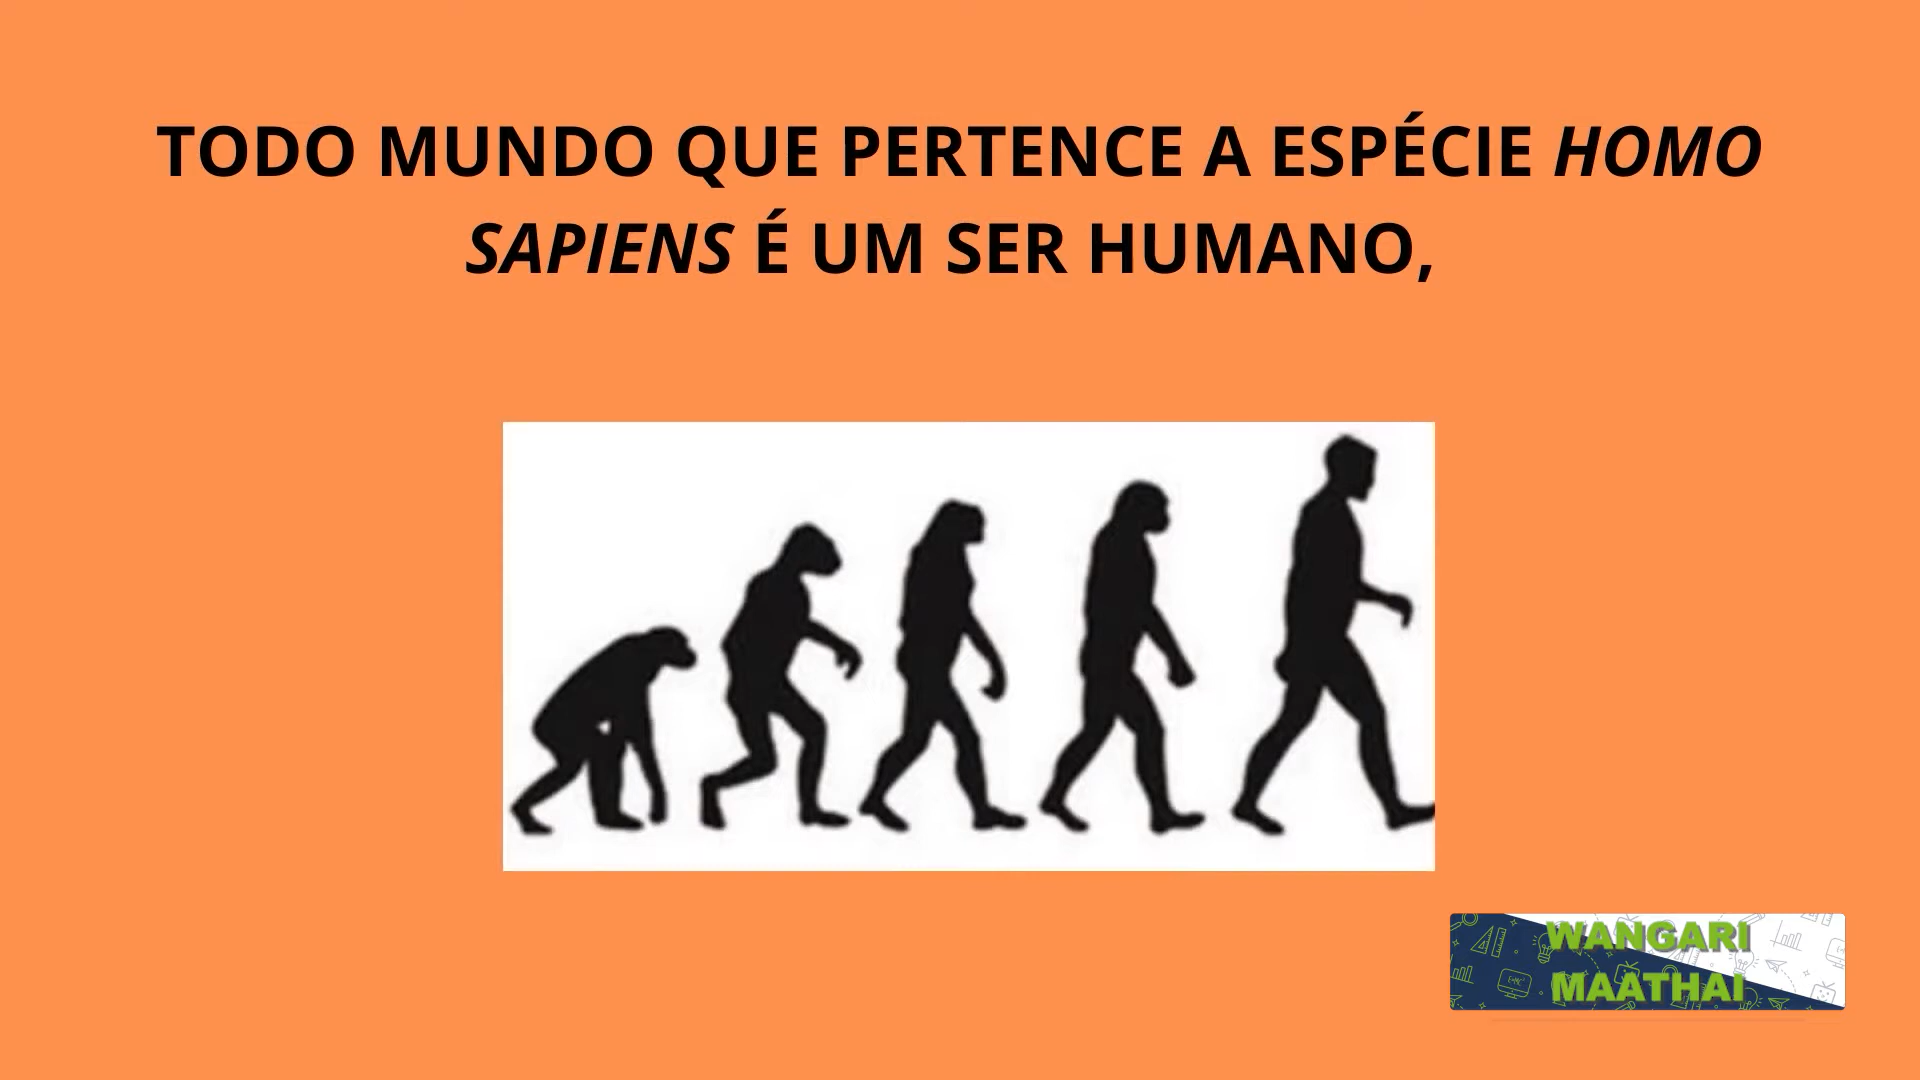 TODO MUNDO QUE PERTENCE A ESPÉCIE HOMO
SAPIENS É UM SER HUMANO,
WANGARI
MAATHAI